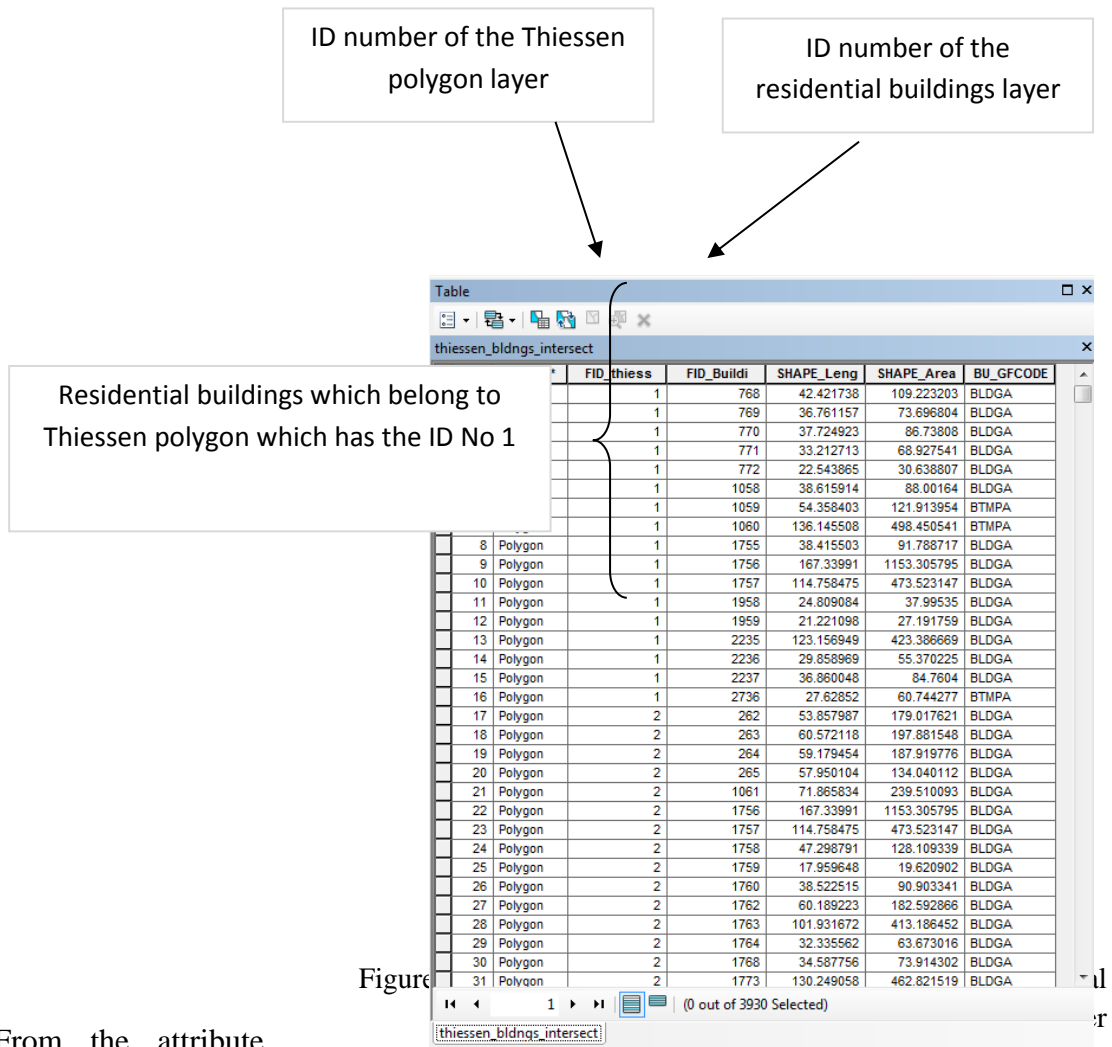 ID number of the Thiessen
polygon layer
ID number of the
residential buildings layer
Table
thiessen_bldngs_intersect
Residential buildings which belong to
Thiessen polygon which has the ID No 1
* FID_thiess FID_Buildi SHAPE_Leng SHAPE_Area BU_GFCODE
1 768 42.421738 109.223203 BLDGA
1 769 36.761157 73.696804 BLDGA
1 770 37.724923 86.73808 BLDGA
1 771 33.212713 68.927541 BLDGA
1 772 22.543865 30.638807 BLDGA
1 1058 38.615914 88.00164 BLDGA
1 1059 54.358403 121.913954 BTMPA
1 1060 136.145508 498.450541 BTMPA
8 Polygon 1 1755 38.415503 91.788717 BLDGA
9 Polygon 1 1756 167.33991 1153.305795 BLDGA
10 Polygon 1 1757 114.758475 473.523147 BLDGA
11 Polygon 1 1958 24.809084 37.99535 BLDGA
12 Polygon 1 1959 21.221098 27.191759 BLDGA
13 Polygon 1 2235 123.156949 423.386669 BLDGA
14 Polygon 1 2236 29.858969 55.370225 BLDGA
15 Polygon 1 2237 36.860048 84.7604 BLDGA
16 Polygon 1 2736 27.62852 60.744277 BTMPA
17 Polygon 2 262 53.857987 179.017621 BLDGA
18 Polygon 2 263 60.572118 197.881548 BLDGA
19 Polygon 2 264 59.179454 187.919776 BLDGA
20 Polygon 2 265 57.950104 134.040112 BLDGA
21 Polygon 2 1061 71.865834 239.510093 BLDGA
22 Polygon 2 1756 167.33991 1153.305795 BLDGA
23 Polygon 2 1757 114.758475 473.523147 BLDGA
24 Polygon 2 1758 47.298791 128.109339 BLDGA
25 Polygon 2 1759 17.959648 19.620902 BLDGA
26 Polygon 2 1760 38.522515 90.903341 BLDGA
27 Polygon 2 1762 60.189223 182.592866 BLDGA
28 Polygon 2 1763 101.931672 413.186452 BLDGA
29 Polygon 2 1764 32.335562 63.673016 BLDGA
30 Polygon 2 1768 34.587756 73.914302 BLDGA
31 Polygon 2 1773 130.249058 462.821519 BLDGA
Figure
1 (0 out of 3930 Selected)
thiessen_bldngs_intersect
From the attribute